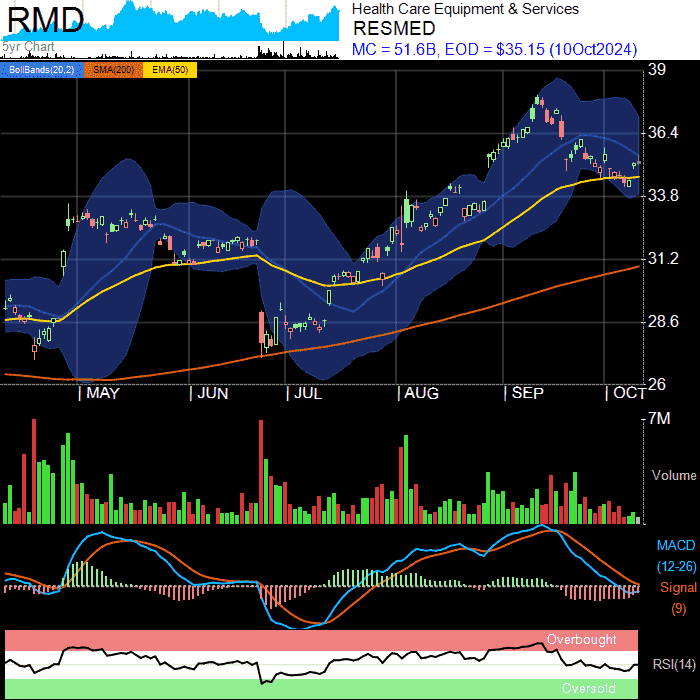 RMD
5yr Chart
Health Care Equipment & Services
RESMED
MC = 51.6B, EOD = $35.15 (10Oct2024)
BollBands(20,2) SMA(200) EMA(50)
39
36.4
33.8
31.2
28.6
26
| MAY | JUN | JUL | AUG | SEP | OCT
7M
Volume
MACD
(12-26)
Signal
(9)
Overbought
RSI(14)
Oversold